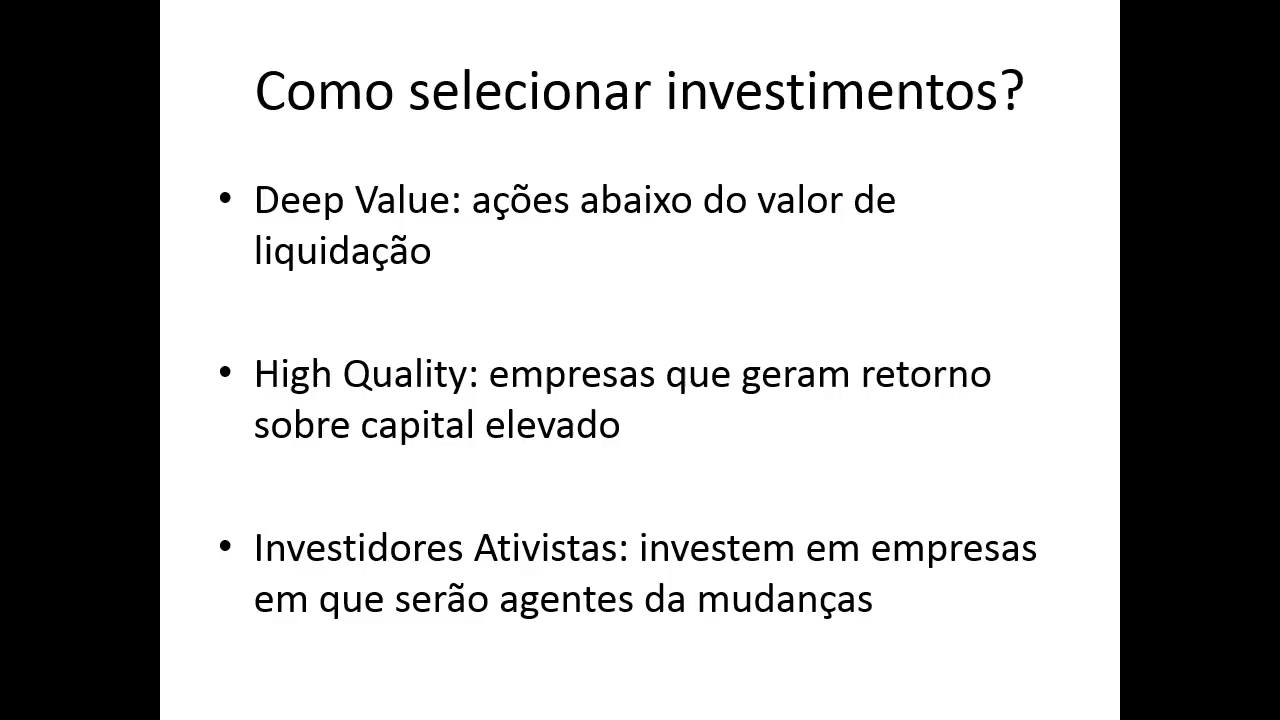 Como selecionar investimentos?
• Deep Value: ações abaixo do valor de
liquidação
• High Quality: empresas que geram retorno
sobre capital elevado
• Investidores Ativistas: investem em empresas
em que serão agentes da mudanças